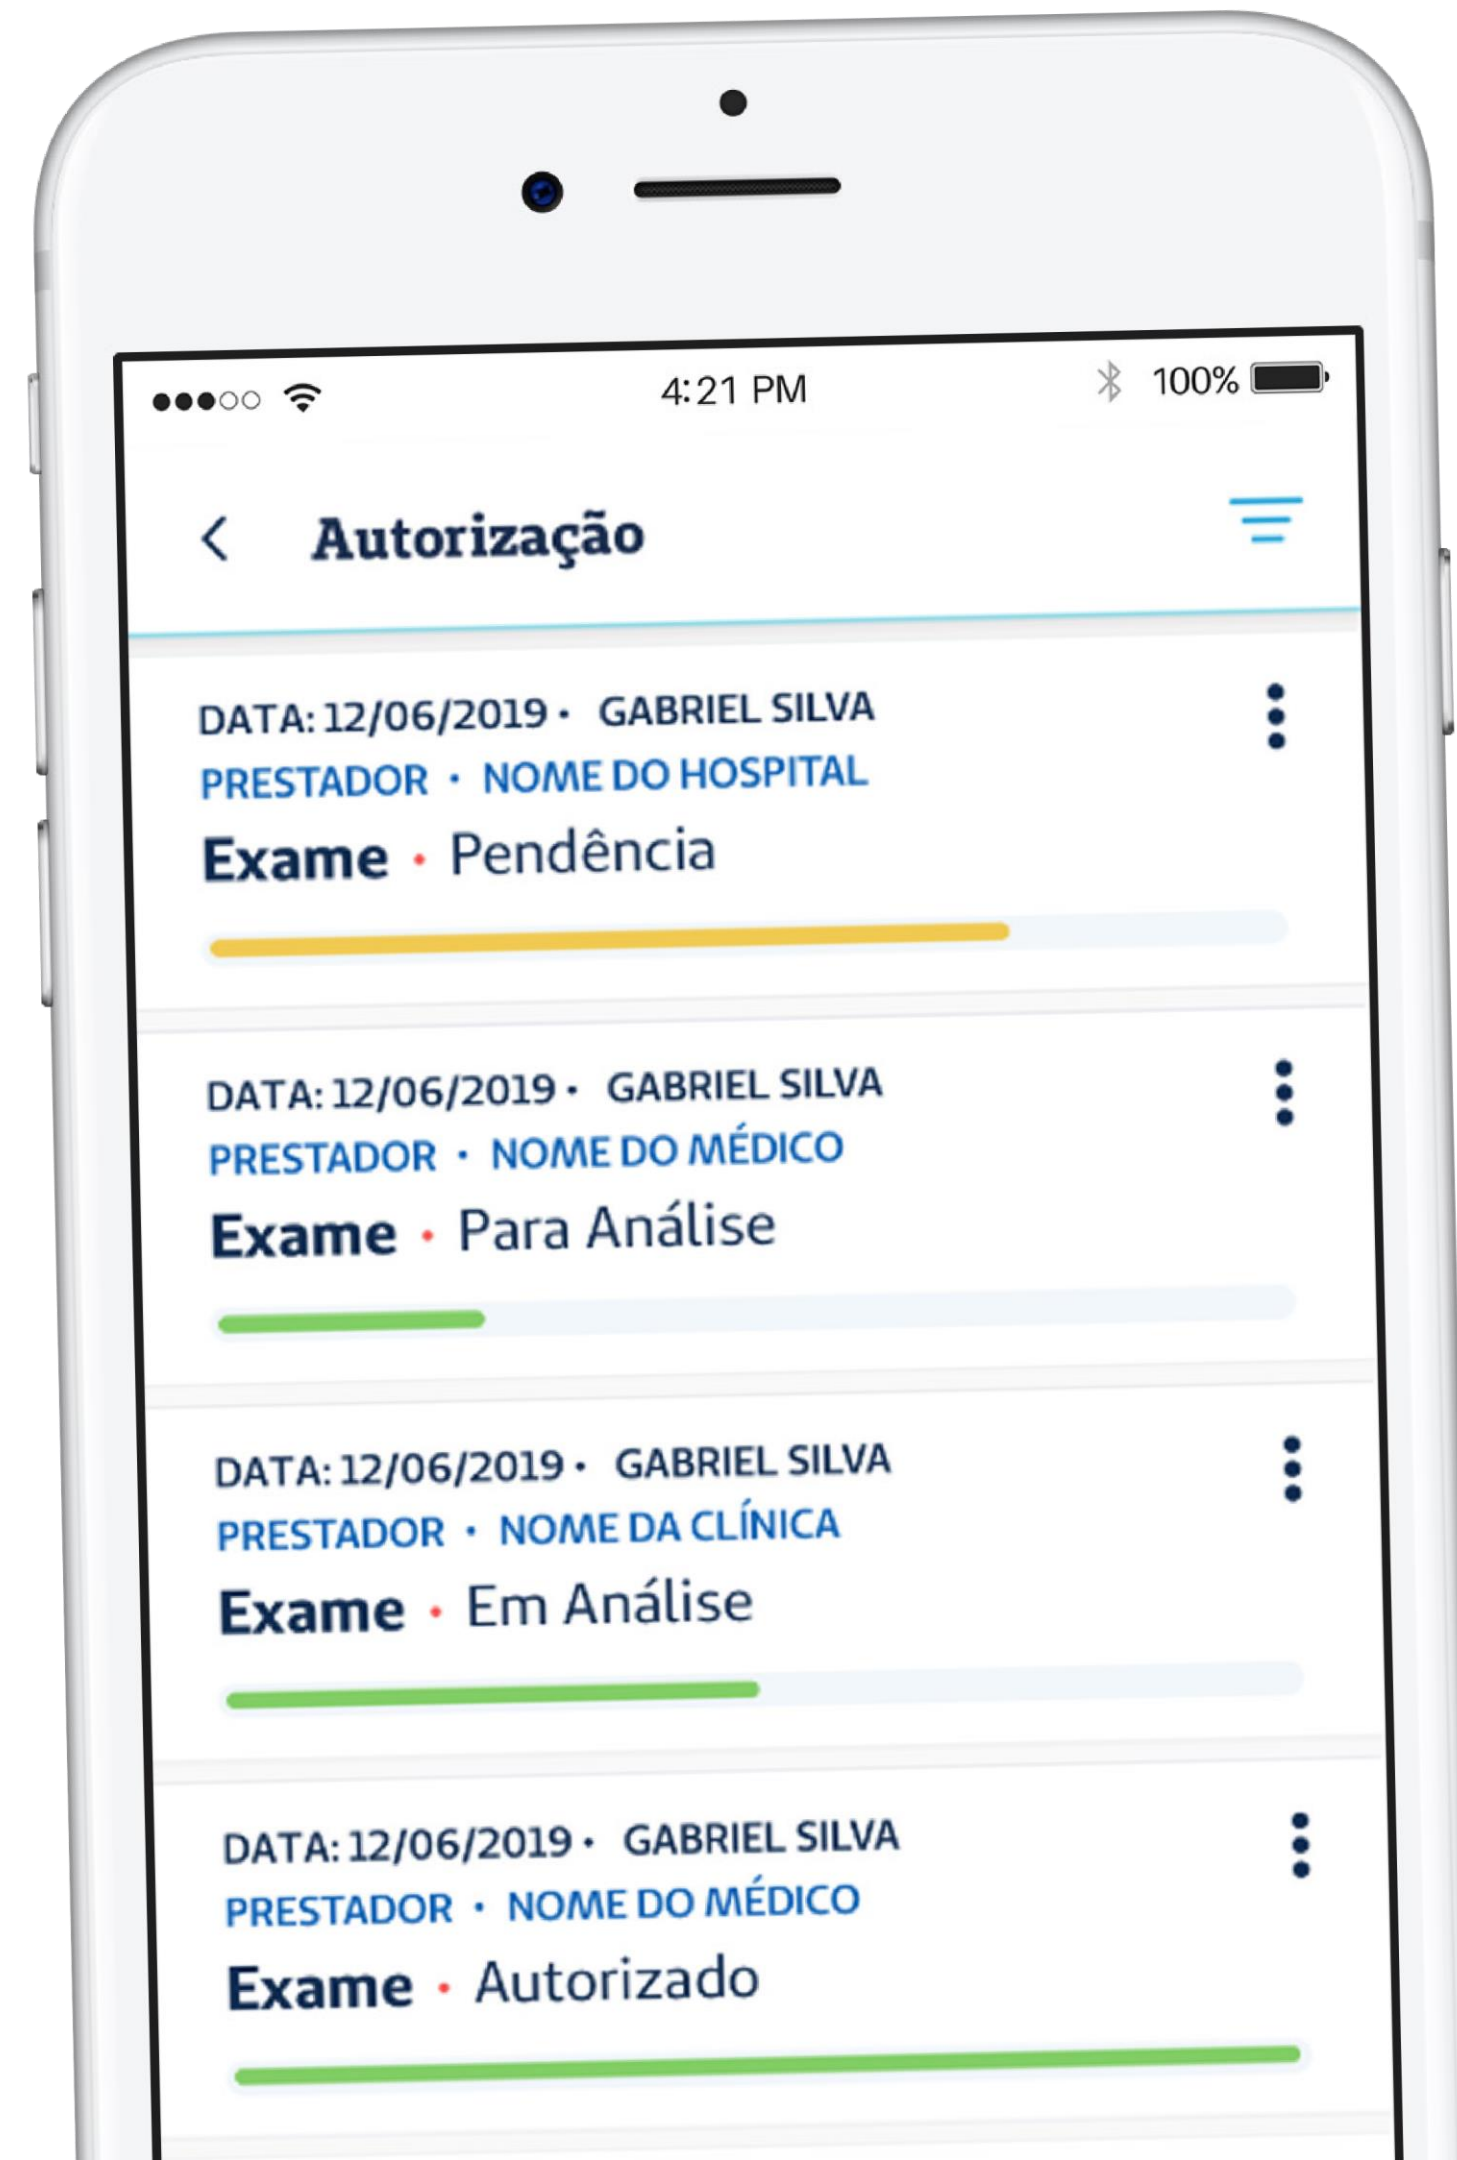 4:21 PM 100%
Autorização
DATA: 12/06/2019 • GABRIEL SILVA
PRESTADOR • NOME DO HOSPITAL
Exame • Pendência
DATA: 12/06/2019 • GABRIEL SILVA
PRESTADOR • NOME DO MÉDICO
Exame • Para Análise
DATA: 12/06/2019 • GABRIEL SILVA
PRESTADOR • NOME DA CLÍNICA
Exame • Em Análise
DATA: 12/06/2019 • GABRIEL SILVA
PRESTADOR • NOME DO MÉDICO
Exame • Autorizado